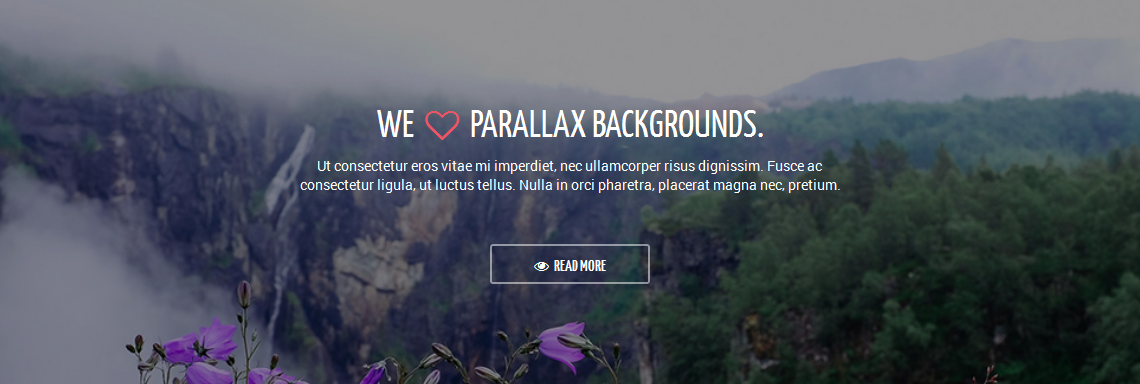 WE PARALLAX BACKGROUNDS.
Ut consectetur eros vitae mi imperdiet, nec ullamcorper risus dignissim. Fusce ac
consectetur ligula, ut luctus tellus. Nulla in orci pharetra, placerat magna nec, pretium.
READ MORE